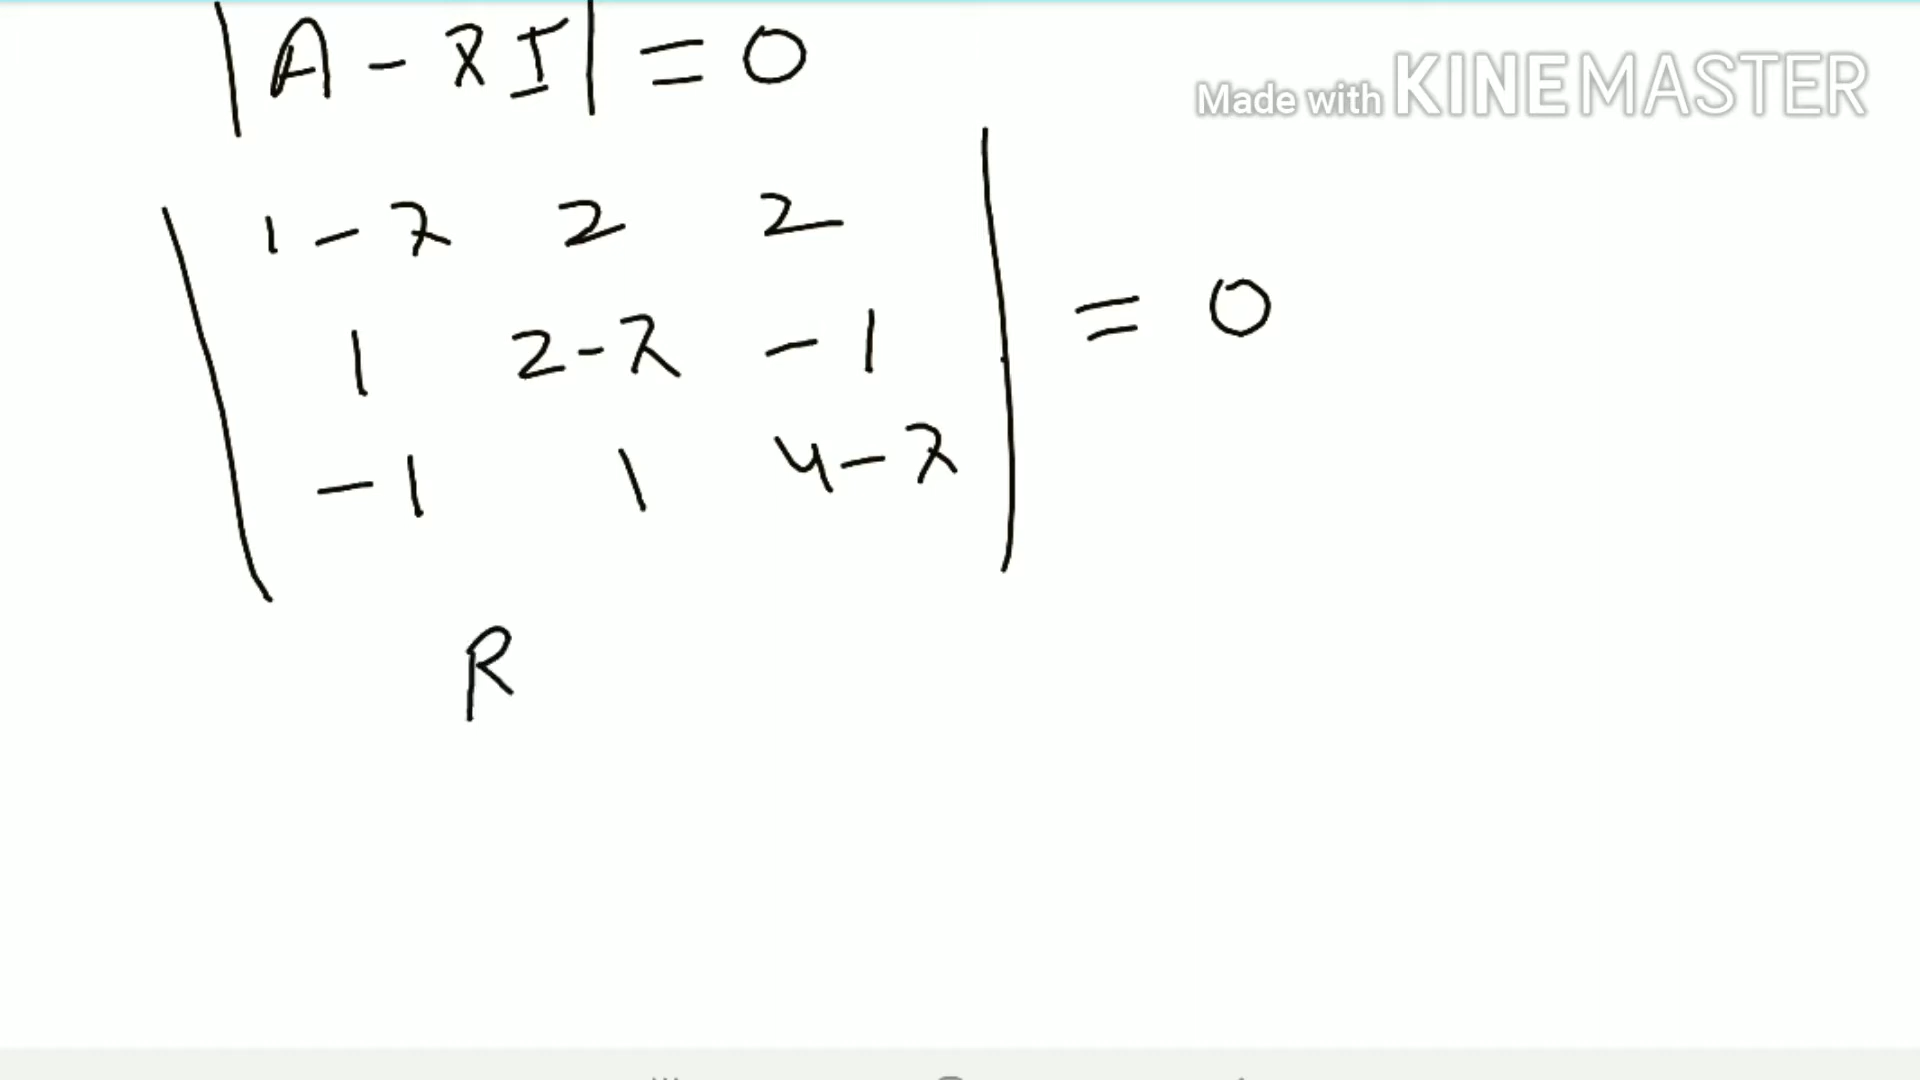 |A - λI| = 0
Made with KINEMASTER
| 1 - λ 2 2 |
| 1 2 - λ - 1 | = 0
| - 1 1 4 - λ |
R